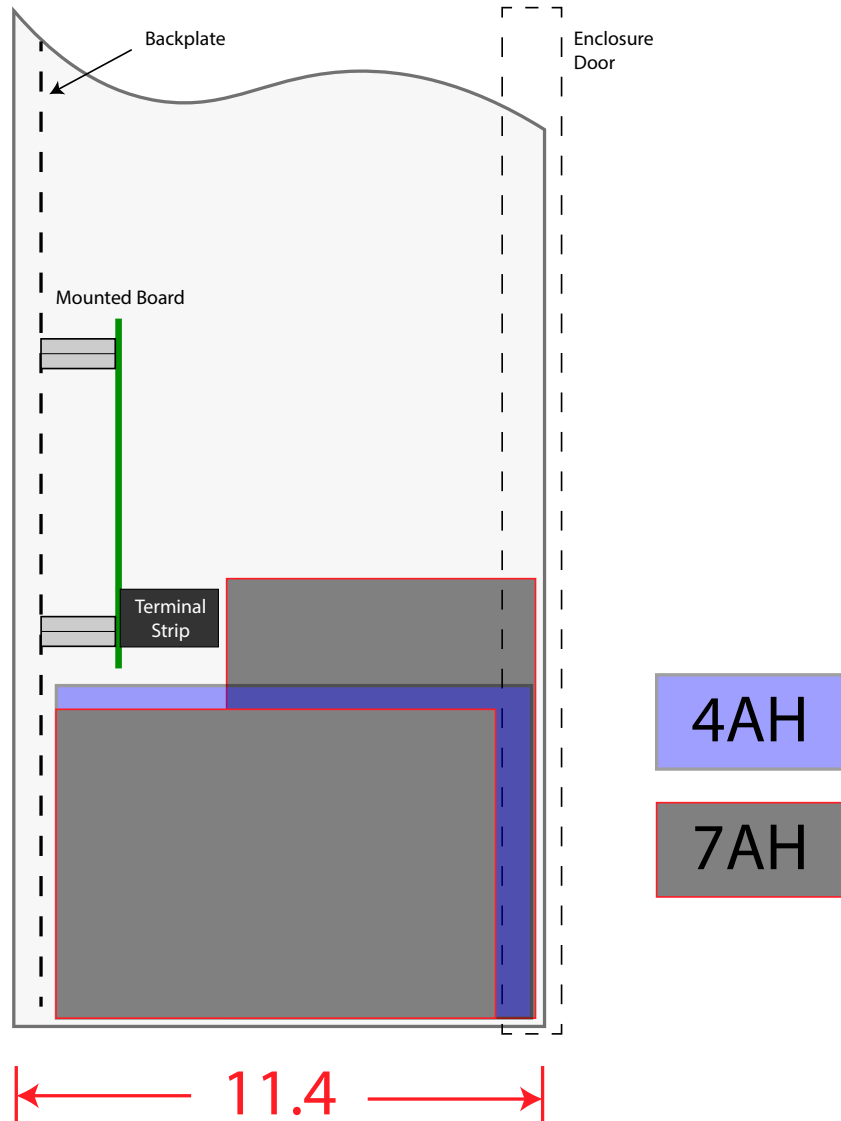 Backplate
Enclosure
Door
Mounted Board
Terminal
Strip
4AH
7AH
11.4